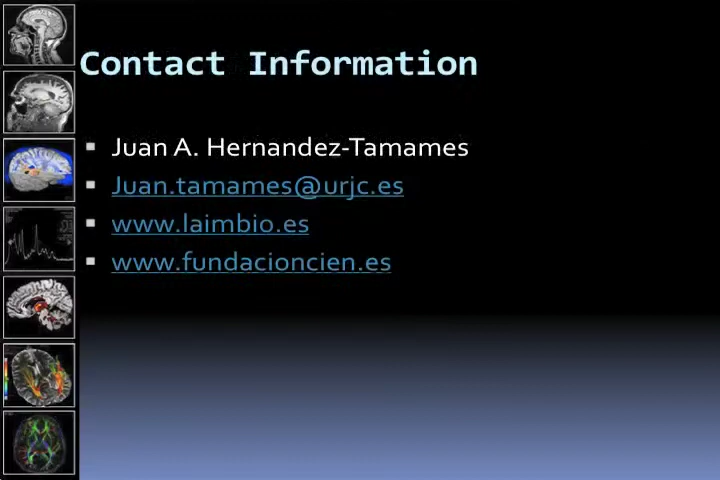 Contact Information
Juan A. Hernandez-Tamames
Juan.tamames@urjc.es
www.laimbio.es
www.fundacioncien.es